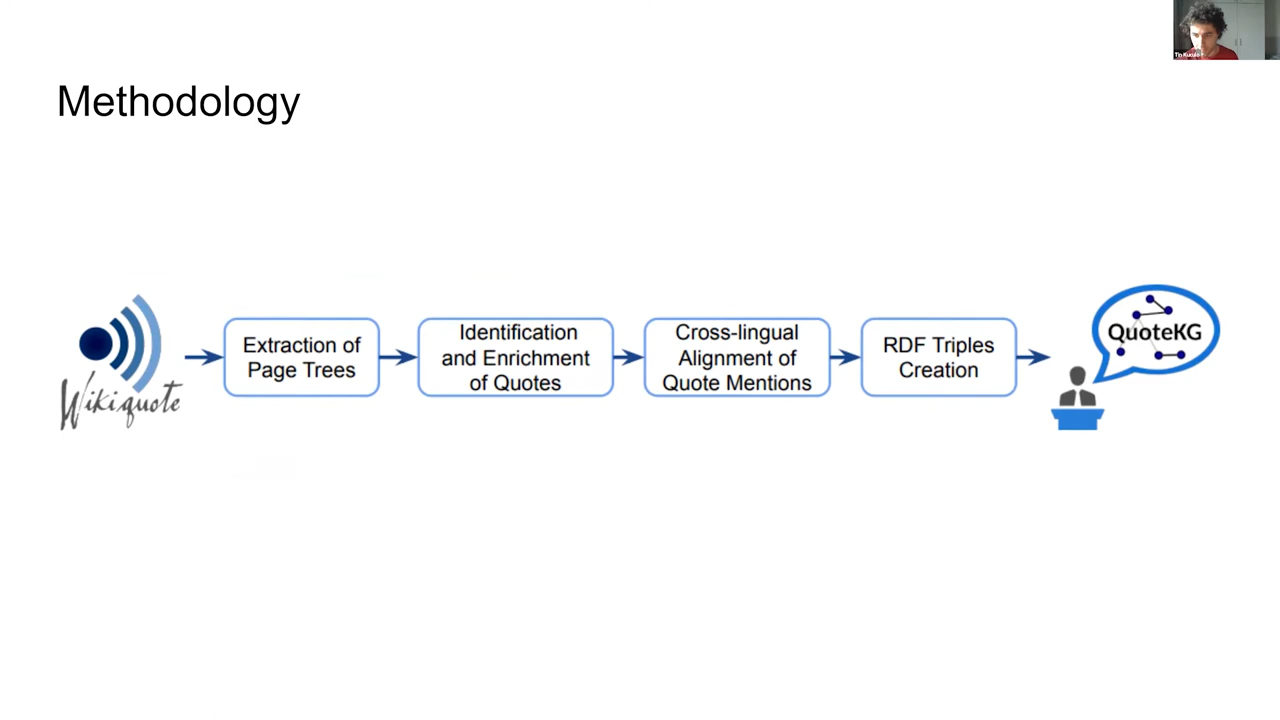 Methodology
Wikiquote
Extraction of
Page Trees
Identification
and Enrichment
of Quotes
Cross-lingual
Alignment of
Quote Mentions
RDF Triples
Creation
QuoteKG